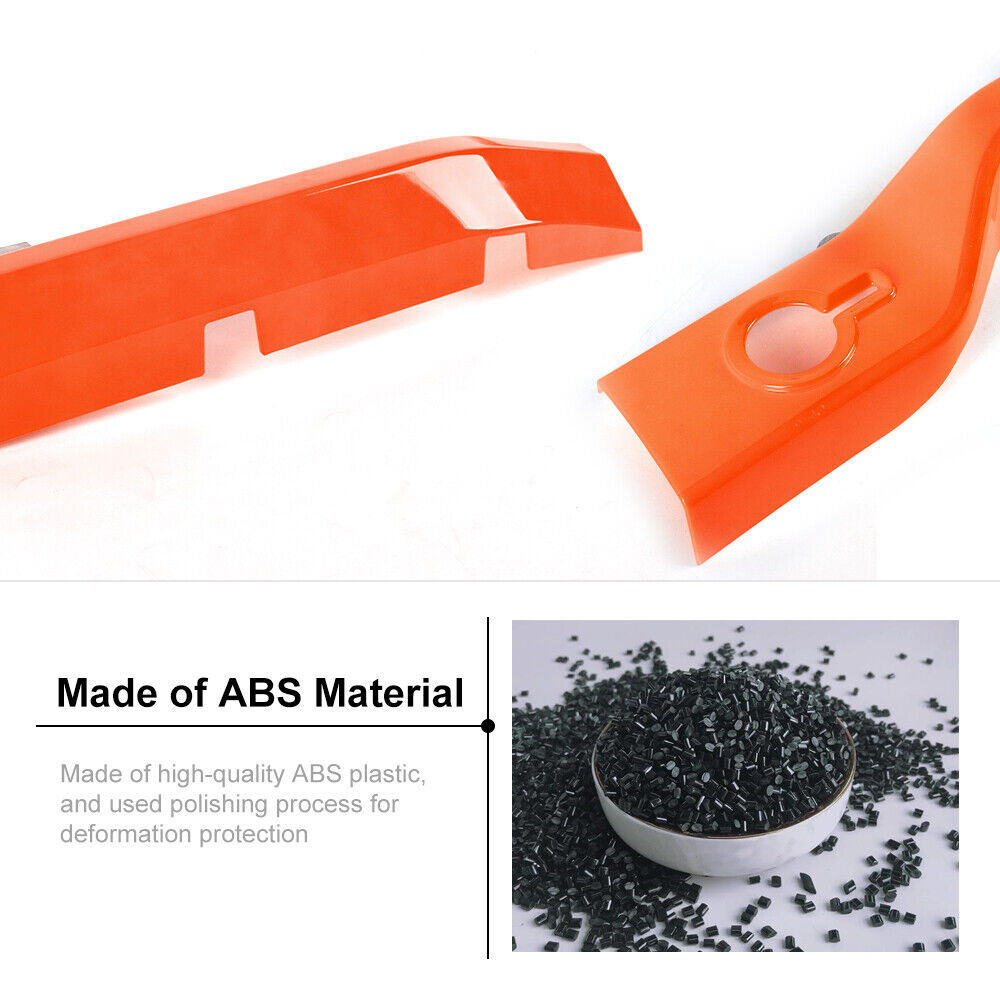 Made of ABS Material
Made of high-quality ABS plastic,
and used polishing process for
deformation protection